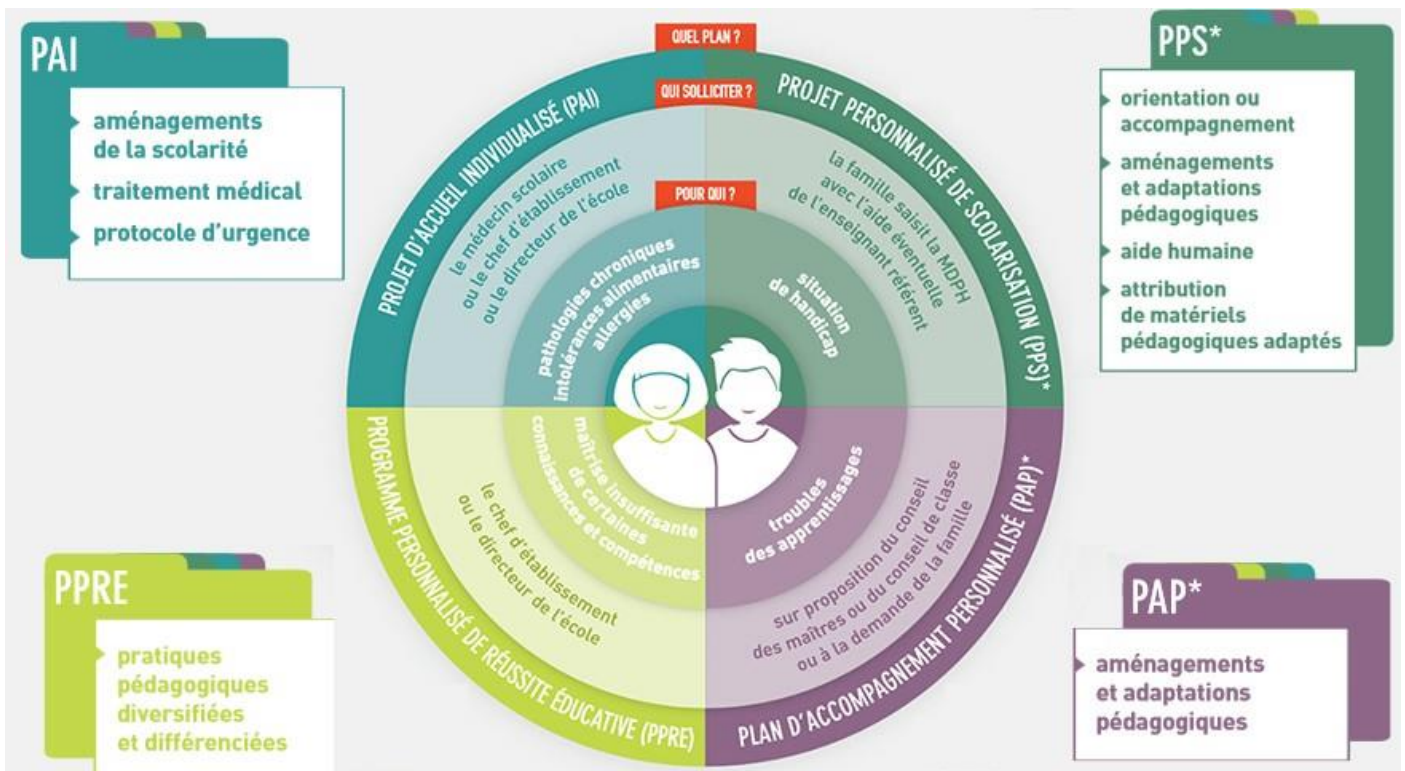 PAI
aménagements
de la scolarité
traitement médical
protocole d'urgence
QUEL PLAN ?
QUI SOLLICITER ?
POUR QUI ?
PROJET D'ACCUEIL INDIVIDUALISÉ (PAI)
le médecin scolaire
ou le chef d'établissement
ou le directeur de l'école
pathologies chroniques
intolérances alimentaires
allergies
PROJET PERSONNALISÉ DE SCOLARISATION (PPS)*
la famille saisit la MDPH
avec l'aide éventuelle
de l'enseignant référent
situation
de handicap
PPS*
orientation ou
accompagnement
aménagements
et adaptations
pédagogiques
aide humaine
attribution
de matériels
pédagogiques adaptés
PROGRAMME PERSONNALISÉ DE RÉUSSITE ÉDUCATIVE (PPRE)
le chef d'établissement
ou le directeur de l'école
maîtrise insuffisante
de certaines
connaissances et compétences
PLAN D'ACCOMPAGNEMENT PERSONNALISÉ (PAP)*
sur proposition du conseil
des maîtres ou du conseil de classe
ou à la demande de la famille
troubles
des apprentissages
PPRE
pratiques
pédagogiques
diversifiées
et différenciées
PAP*
aménagements
et adaptations
pédagogiques